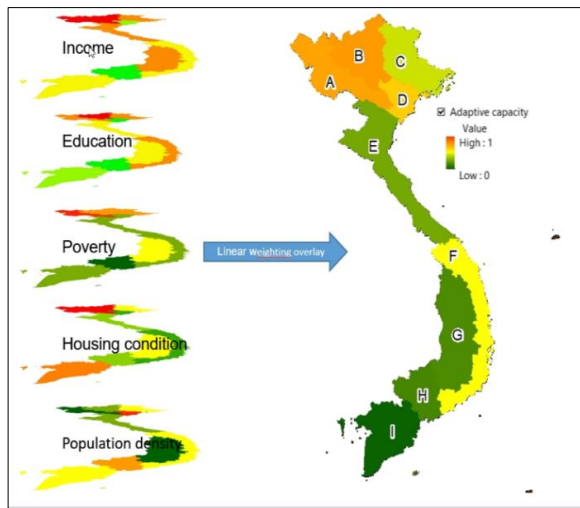 Income
Education
Poverty
Housing condition
Population density
Linear weighting overlay
A
B
C
D
E
F
G
H
I
Adaptive capacity
Value
High : 1
Low : 0